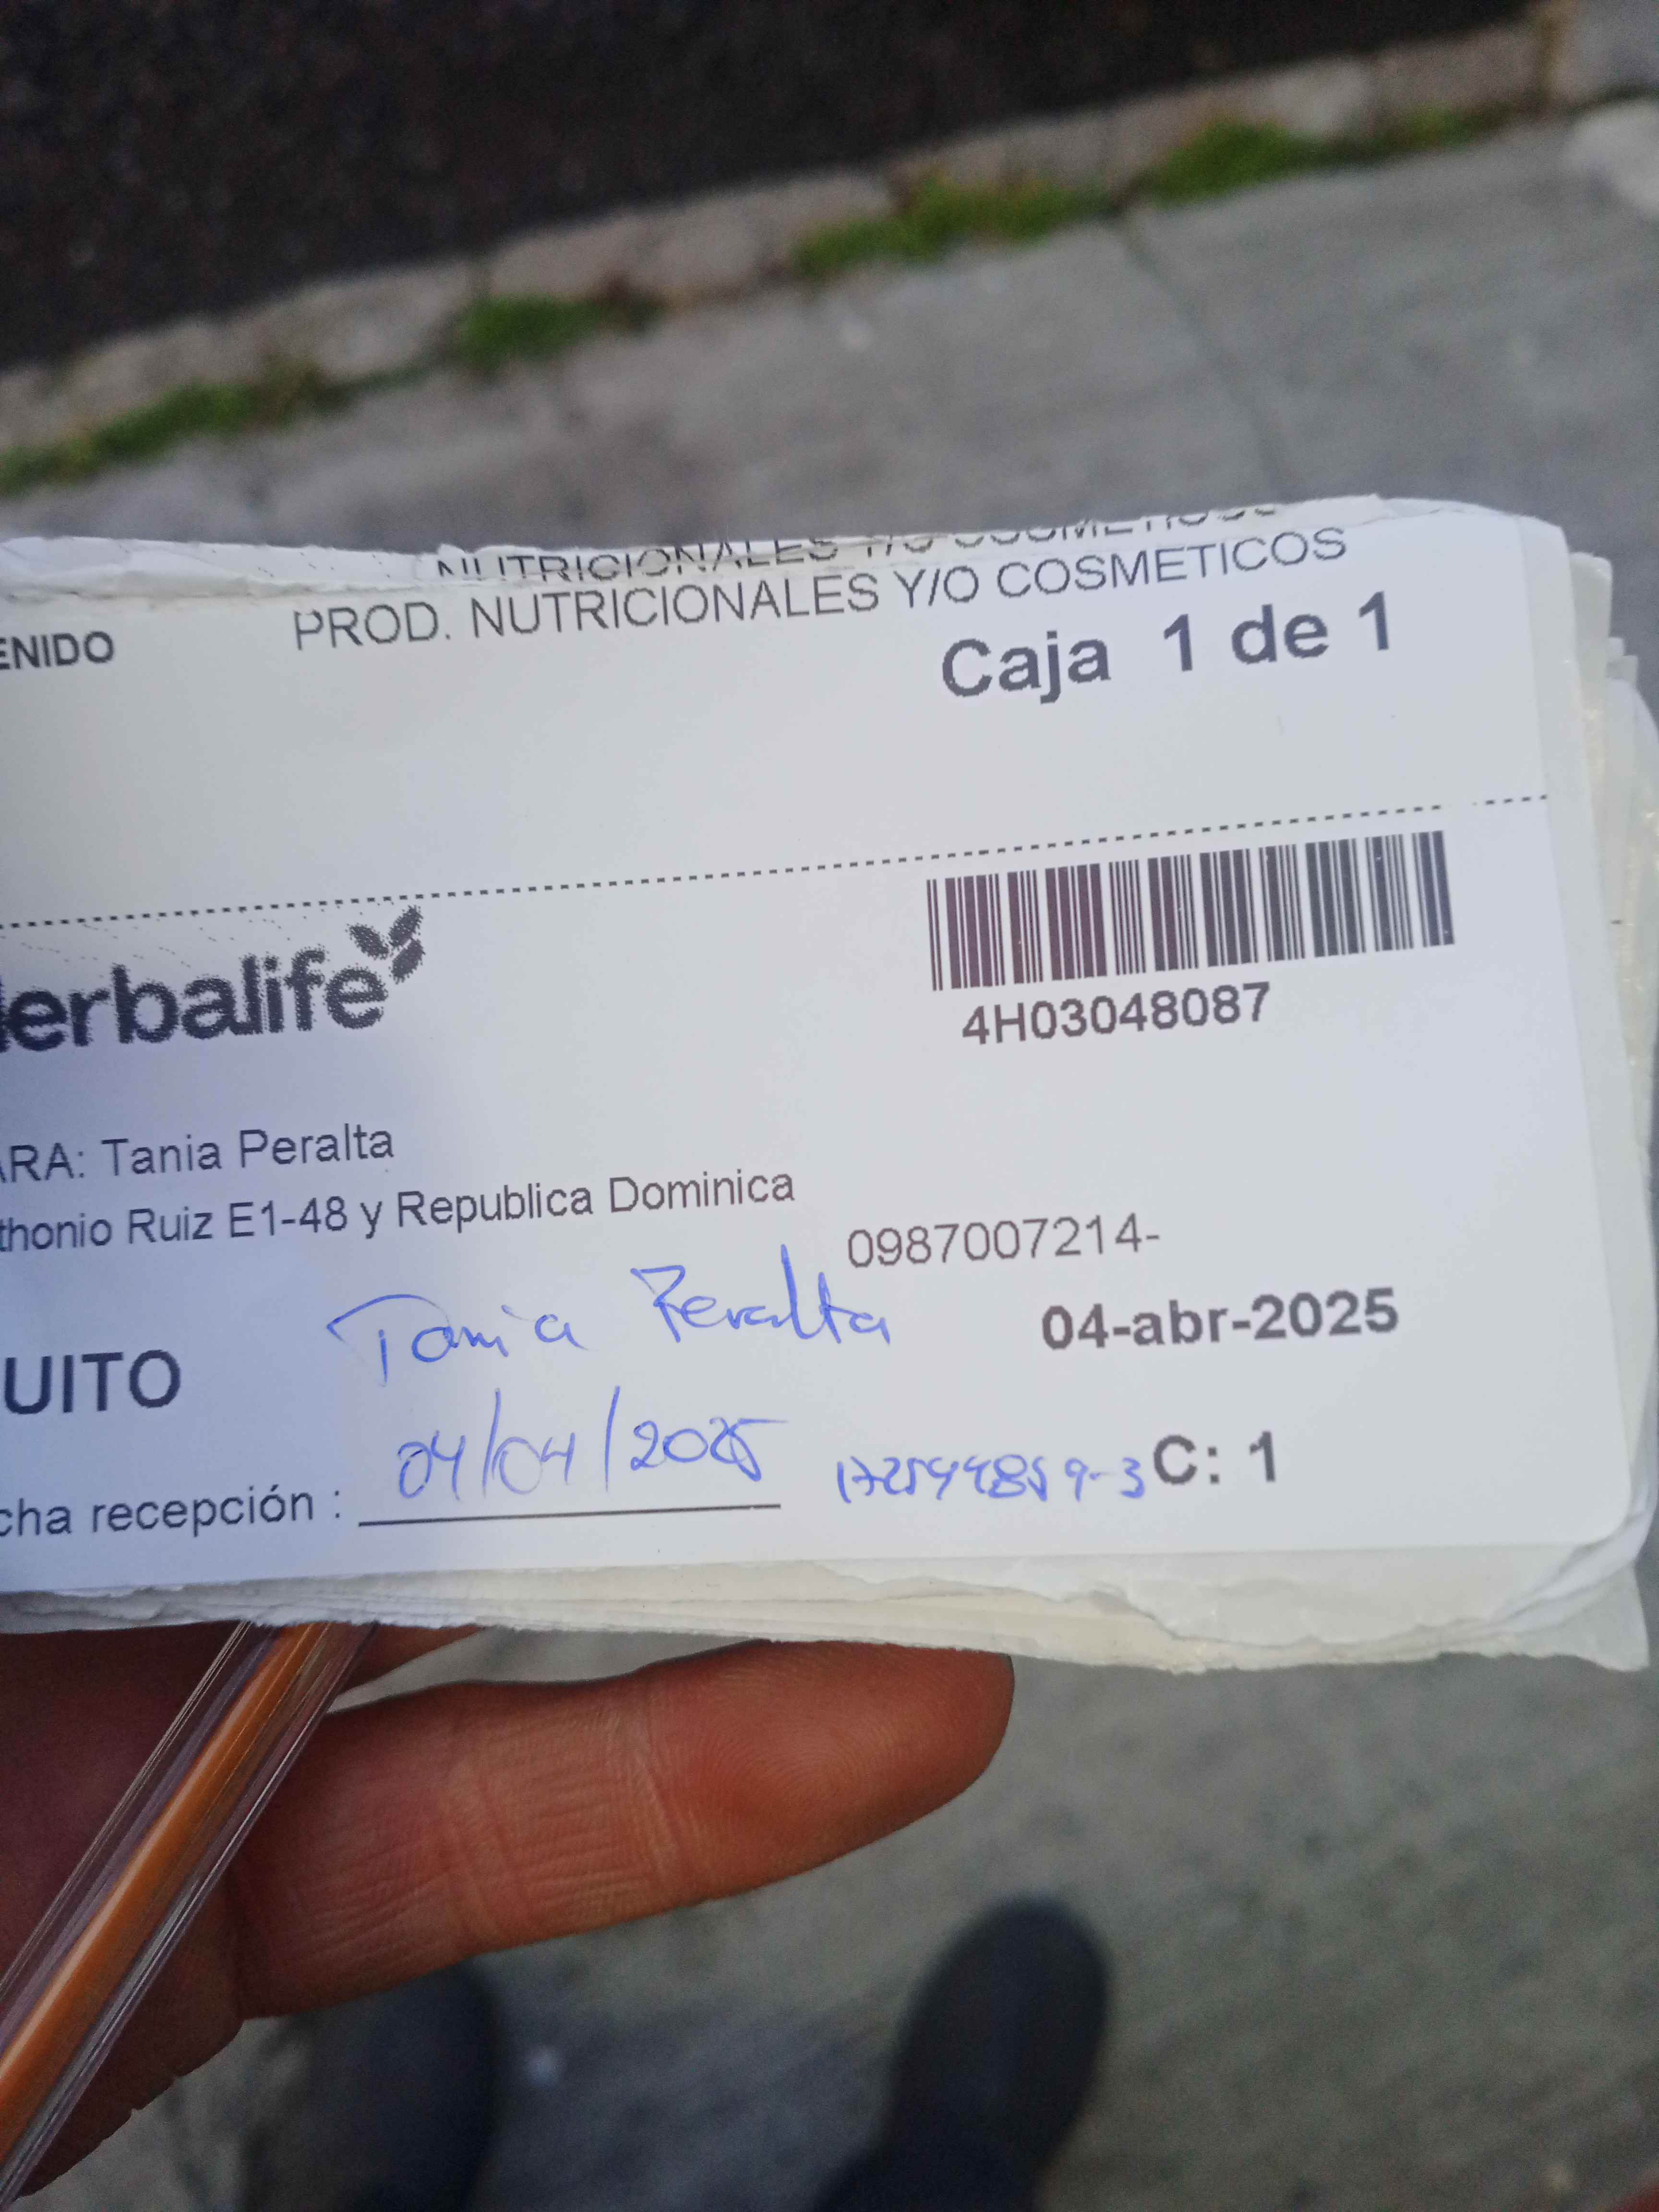 NUTRICIONALES Y/O COSMETICOS
PROD. NUTRICIONALES Y/O COSMETICOS
ENIDO
Caja 1 de 1
Herbalife
4H03048087
ARA: Tania Peralta
thonio Ruiz E1-48 y Republica Dominica
0987007214-
Tania Peralta
04-abr-2025
UITO
04/04/2025
cha recepción :
C: 1